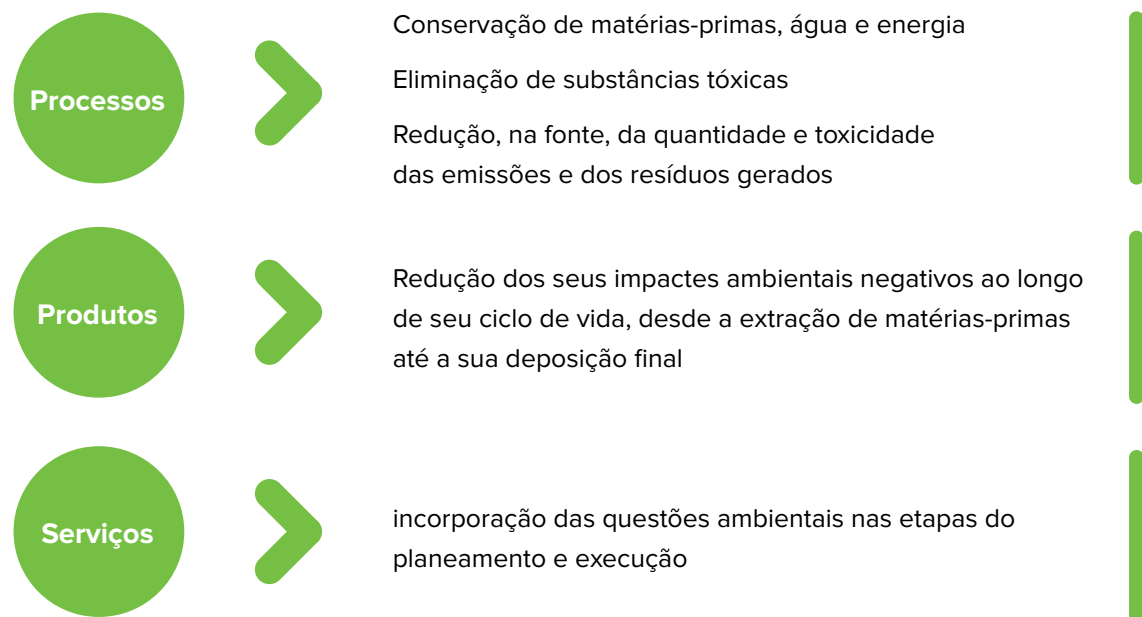 Processos
Conservação de matérias-primas, água e energia
Eliminação de substâncias tóxicas
Redução, na fonte, da quantidade e toxicidade
das emissões e dos resíduos gerados
Produtos
Redução dos seus impactes ambientais negativos ao longo
de seu ciclo de vida, desde a extração de matérias-primas
até a sua deposição final
Serviços
incorporação das questões ambientais nas etapas do
planeamento e execução